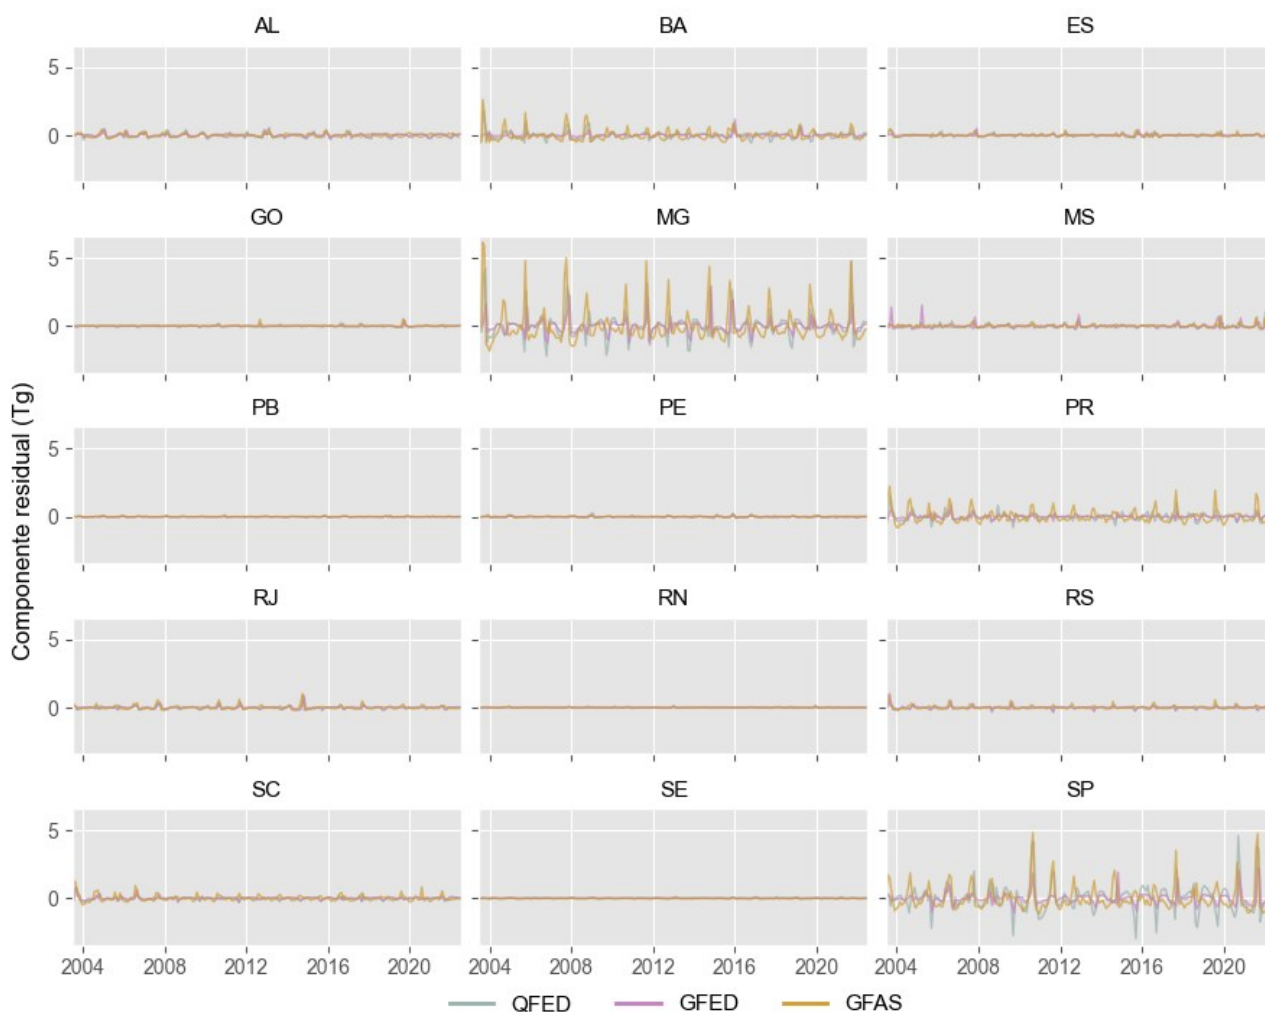 AL BA ES
5
0
GO MG MS
5
0
PB PE PR
5
0
Componente residual (Tg)
RJ RN RS
5
0
SC SE SP
5
0
2004 2008 2012 2016 2020 2004 2008 2012 2016 2020 2004 2008 2012 2016 2020
QFED GFED GFAS